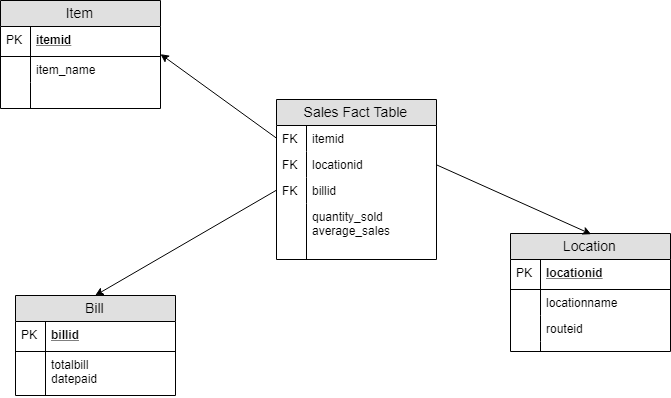 Item
PK itemid
item_name
Sales Fact Table
FK itemid
FK locationid
FK billid
quantity_sold
average_sales
Location
PK locationid
locationname
routeid
Bill
PK billid
totalbill
datepaid